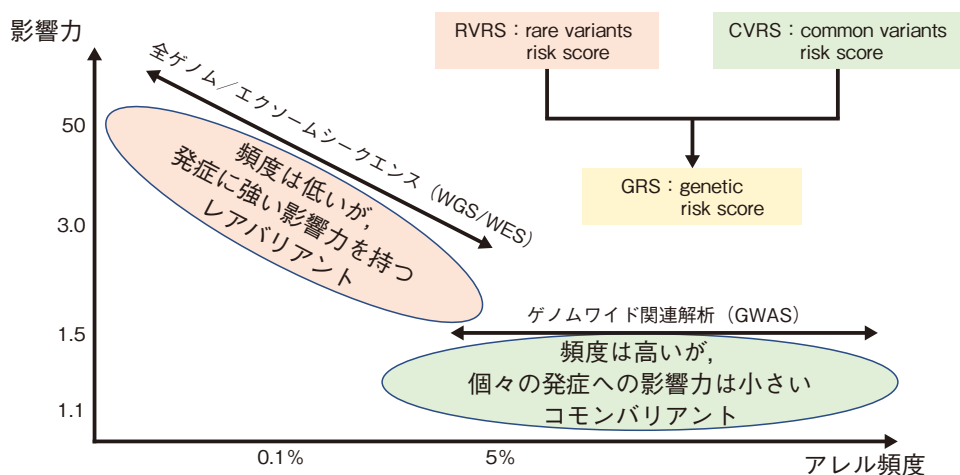 影響力
RVRS：rare variants
risk score
CVRS：common variants
risk score
全ゲノム／エクソームシークエンス（WGS/WES）
50
頻度は低いが,
発症に強い影響力を持つ
レアバリアント
GRS：genetic
risk score
3.0
ゲノムワイド関連解析（GWAS）
1.5
頻度は高いが,
個々の発症への影響力は小さい
コモンバリアント
1.1
0.1％
5％
アレル頻度